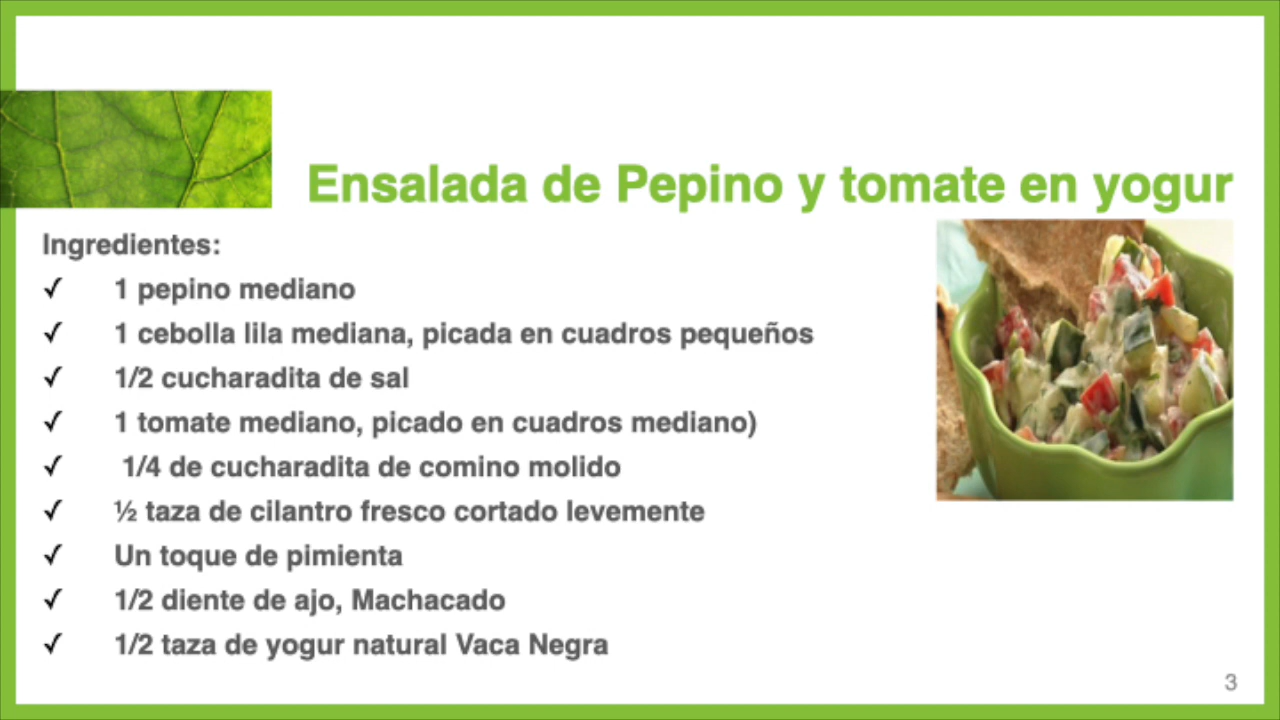 Ensalada de Pepino y tomate en yogur
Ingredientes:
✓ 1 pepino mediano
✓ 1 cebolla lila mediana, picada en cuadros pequeños
✓ 1/2 cucharadita de sal
✓ 1 tomate mediano, picado en cuadros mediano)
✓ 1/4 de cucharadita de comino molido
✓ ½ taza de cilantro fresco cortado levemente
✓ Un toque de pimienta
✓ 1/2 diente de ajo, Machacado
✓ 1/2 taza de yogur natural Vaca Negra
3